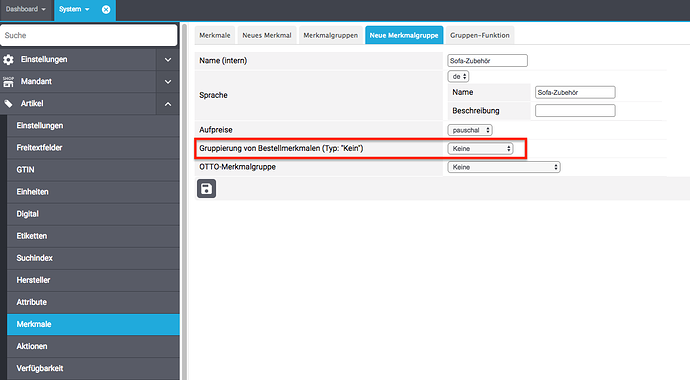 Dashboard System
Suche
Merkmale Neues Merkmal Merkmalgruppen Neue Merkmalgruppe Gruppen-Funktion
Einstellungen
SHOP Mandant
Artikel
Einstellungen
Freitextfelder
GTIN
Einheiten
Digital
Etiketten
Suchindex
Hersteller
Attribute
Merkmale
Aktionen
Verfügbarkeit
Name (intern) Sofa-Zubehör
Sprache de
Name Sofa-Zubehör
Beschreibung
Aufpreise pauschal
Gruppierung von Bestellmerkmalen (Typ: "Kein") Keine
OTTO-Merkmalgruppe Keine